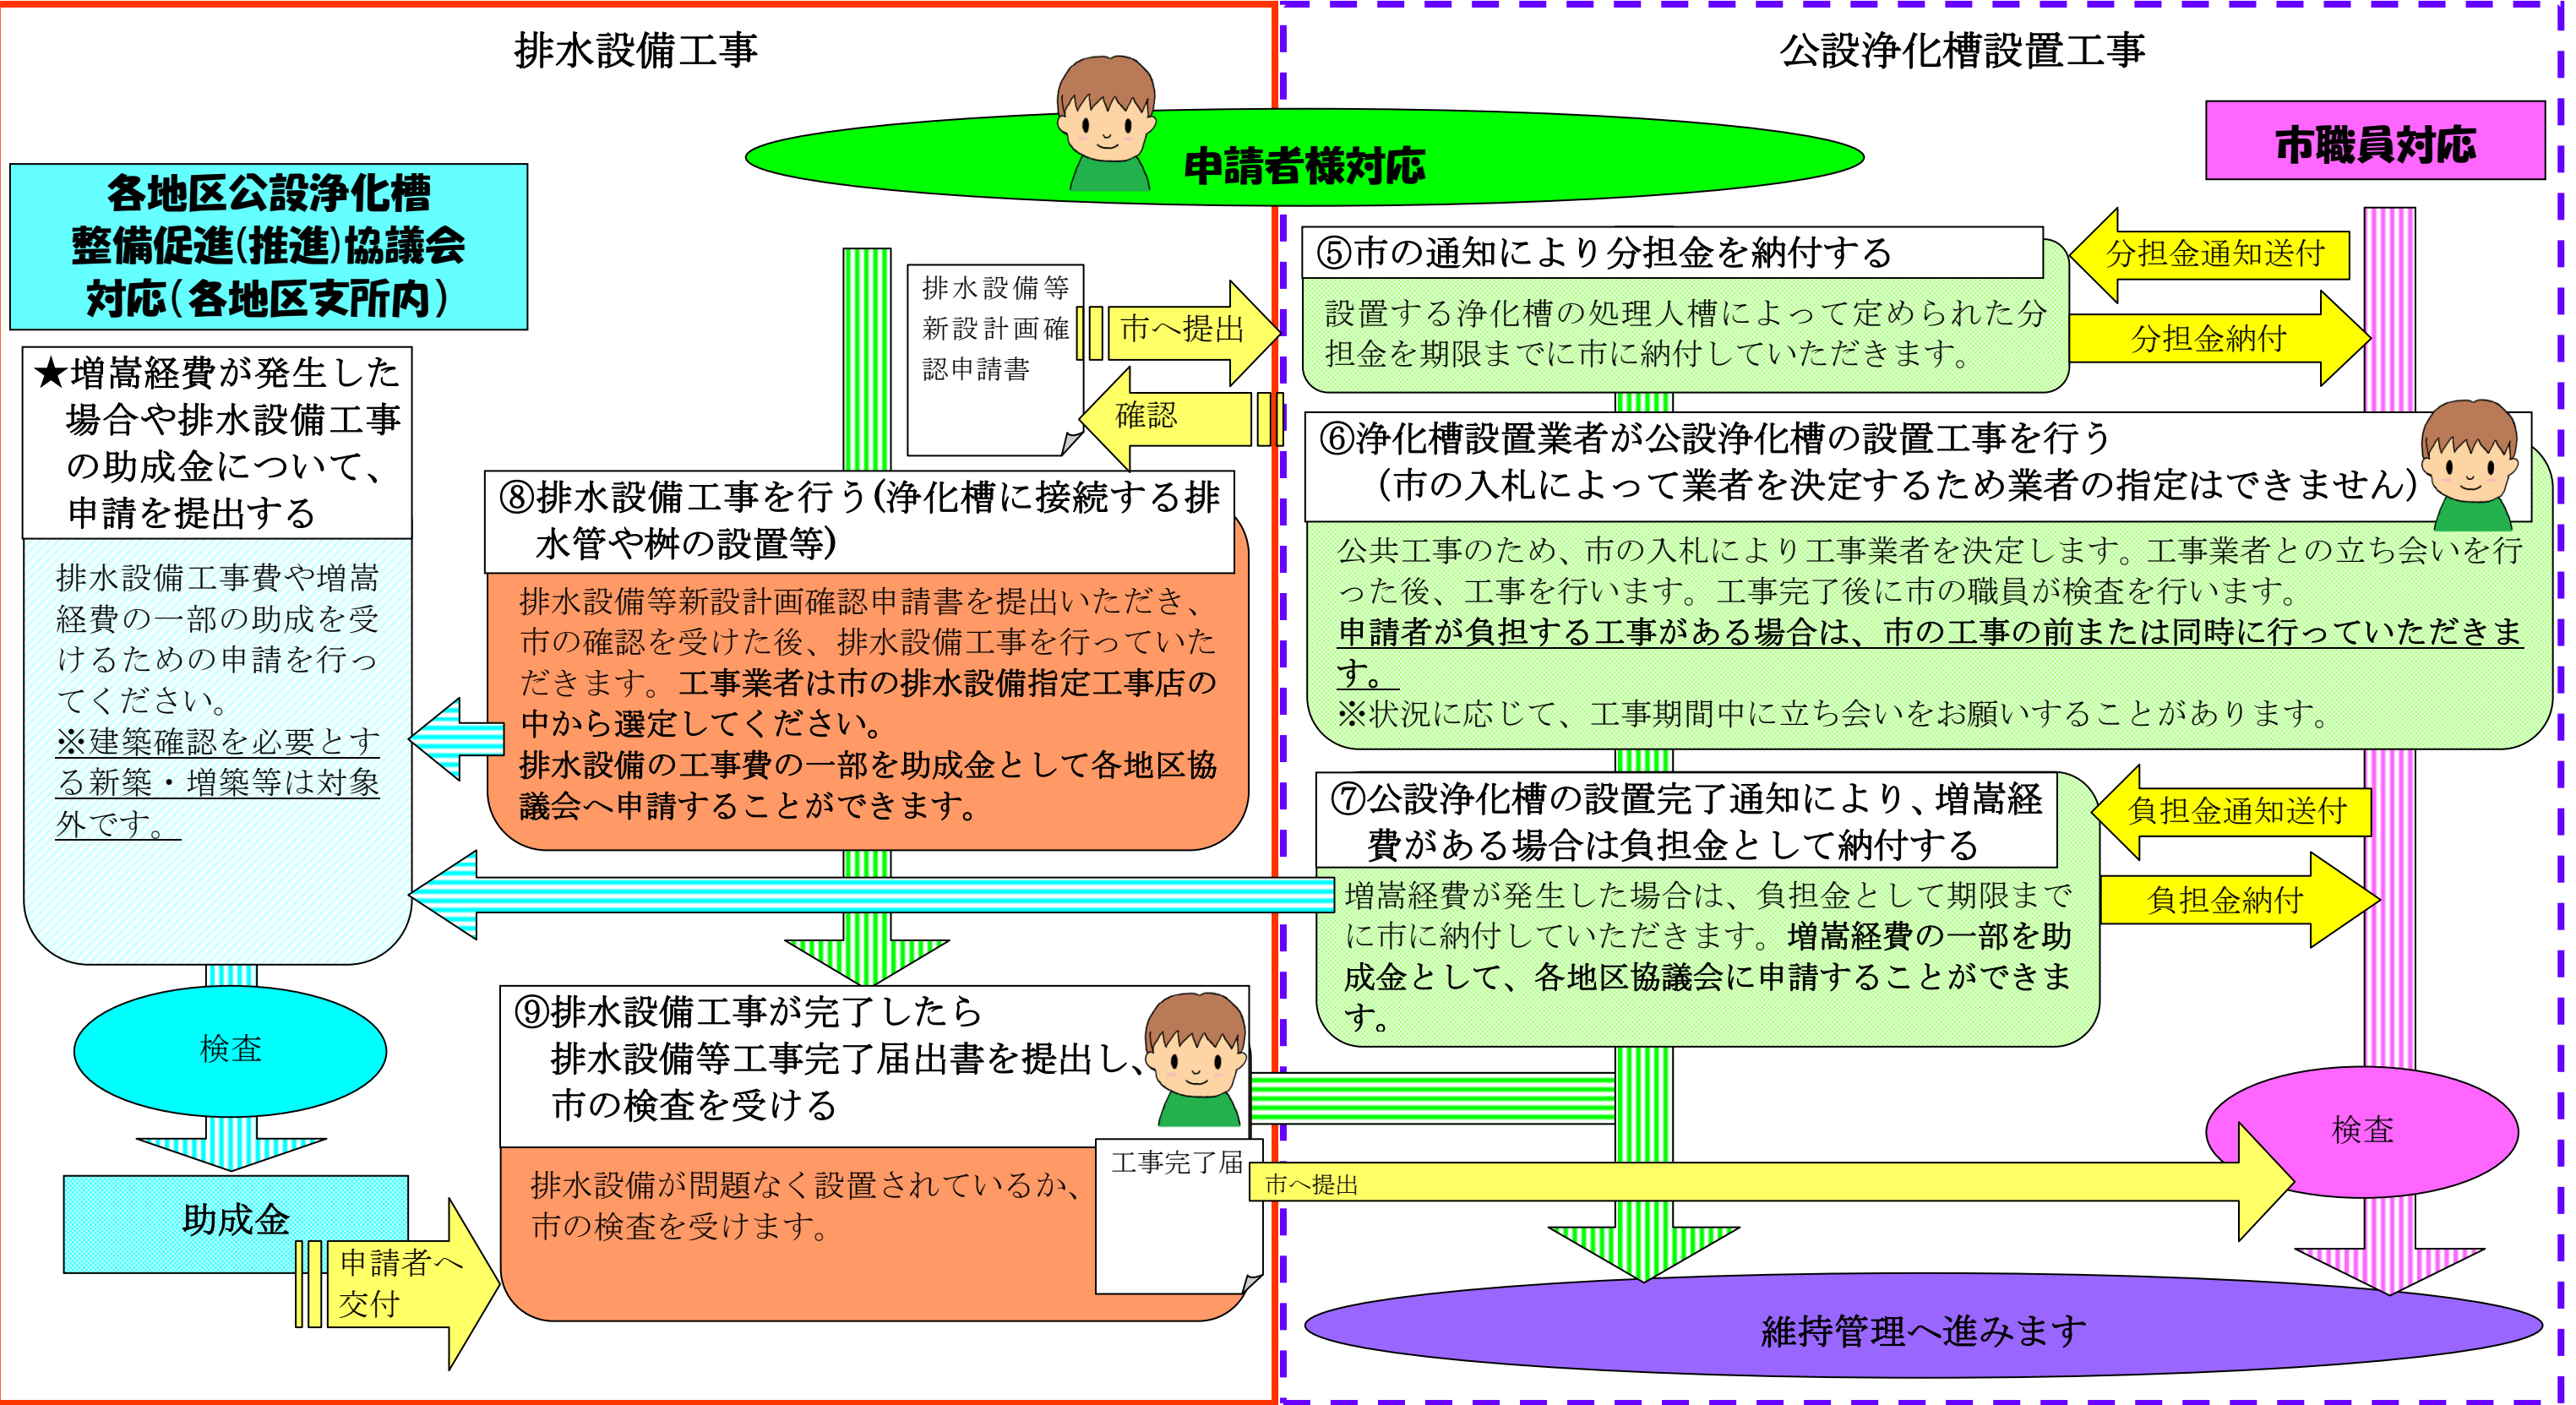 排水設備工事
公設浄化槽設置工事
申請者様対応
市職員対応
各地区公設浄化槽
整備促進(推進)協議会
対応(各地区支所内)
★増嵩経費が発生した
場合や排水設備工事
の助成金について、
申請を提出する
排水設備工事費や増嵩
経費の一部の助成を受
けるための申請を行っ
てください。
※建築確認を必要とす
る新築・増築等は対象
外です。
検査
助成金
申請者へ
交付
排水設備等
新設計画確
認申請書
市へ提出
確認
⑧排水設備工事を行う(浄化槽に接続する排
水管や桝の設置等)
排水設備等新設計画確認申請書を提出いただき、
市の確認を受けた後、排水設備工事を行っていた
だきます。工事業者は市の排水設備指定工事店の
中から選定してください。
排水設備の工事費の一部を助成金として各地区協
議会へ申請することができます。
⑨排水設備工事が完了したら
排水設備等工事完了届出書を提出し、
市の検査を受ける
排水設備が問題なく設置されているか、
市の検査を受けます。
工事完了届
市へ提出
⑤市の通知により分担金を納付する
設置する浄化槽の処理人槽によって定められた分
担金を期限までに市に納付していただきます。
分担金通知送付
分担金納付
⑥浄化槽設置業者が公設浄化槽の設置工事を行う
(市の入札によって業者を決定するため業者の指定はできません)
公共工事のため、市の入札により工事業者を決定します。工事業者との立ち会いを行
った後、工事を行います。工事完了後に市の職員が検査を行います。
申請者が負担する工事がある場合は、市の工事の前または同時に行っていただきま
す。
※状況に応じて、工事期間中に立ち会いをお願いすることがあります。
⑦公設浄化槽の設置完了通知により、増嵩経
費がある場合は負担金として納付する
増嵩経費が発生した場合は、負担金として期限まで
に市に納付していただきます。増嵩経費の一部を助
成金として、各地区協議会に申請することができま
す。
負担金通知送付
負担金納付
検査
維持管理へ進みます